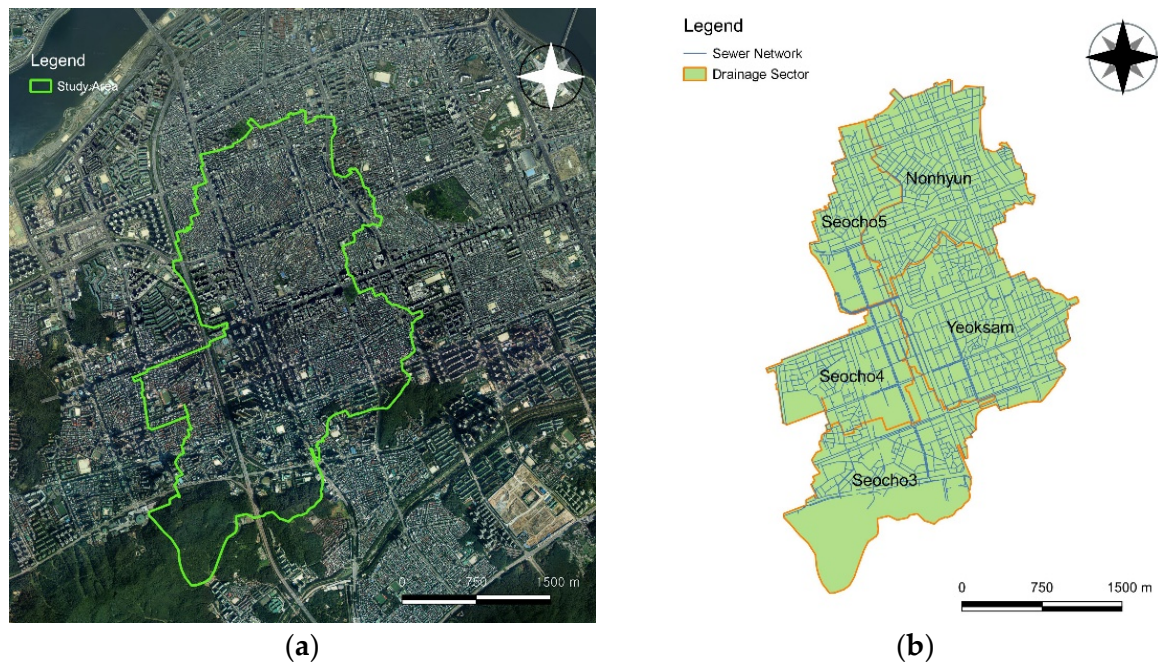 Legend
Study Area
0 750 1500 m
(a)
Legend
Sewer Network
Drainage Sector
Nonhyun
Seocho5
Yeoksam
Seocho4
Seocho3
0 750 1500 m
(b)